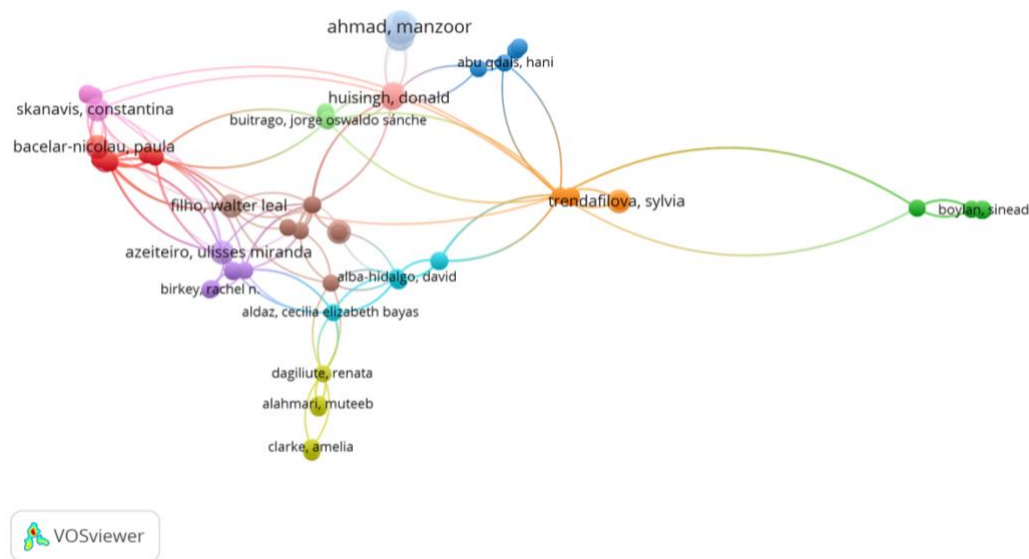 ahmad, manzoor
abu qdais, hani
huisingh, donald
skanavis, constantina
buitrago, jorge oswaldo sánche
bacelar-nicolau, paula
trendafilova, sylvia
filho, walter leal
boylan, sinead
azeiteiro, ulisses miranda
alba-hidalgo, david
birkey, rachel n.
aldaz, cecilia elizabeth bayas
dagiliute, renata
alahmari, muteeb
clarke, amelia
VOSviewer